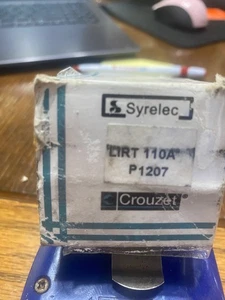 Syrelec
LIRT 110A
P1207
Crouzet